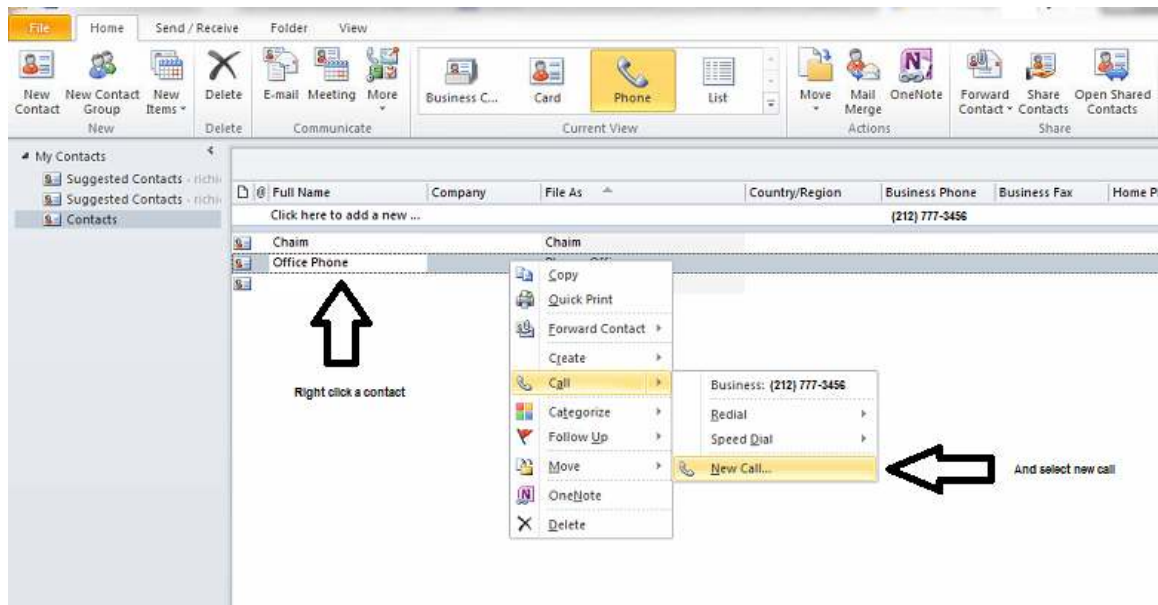 File Home Send / Receive Folder View
New Contact New Contact Group New Items Delete E-mail Meeting More Business C... Card Phone List Move Mail Merge OneNote Forward Contact Share Contacts Open Shared Contacts
New Delete Communicate Current View Actions Share
My Contacts
Suggested Contacts -
Suggested Contacts -
Contacts
Full Name Company File As Country/Region Business Phone Business Fax Home P
Click here to add a new ... (212) 777-3456
Chaim Chaim
Office Phone
Copy
Quick Print
Forward Contact
Create
Call
Categorize
Follow Up
Move
OneNote
Delete
Business: (212) 777-3456
Redial
Speed Dial
New Call...
Right click a contact
And select new call